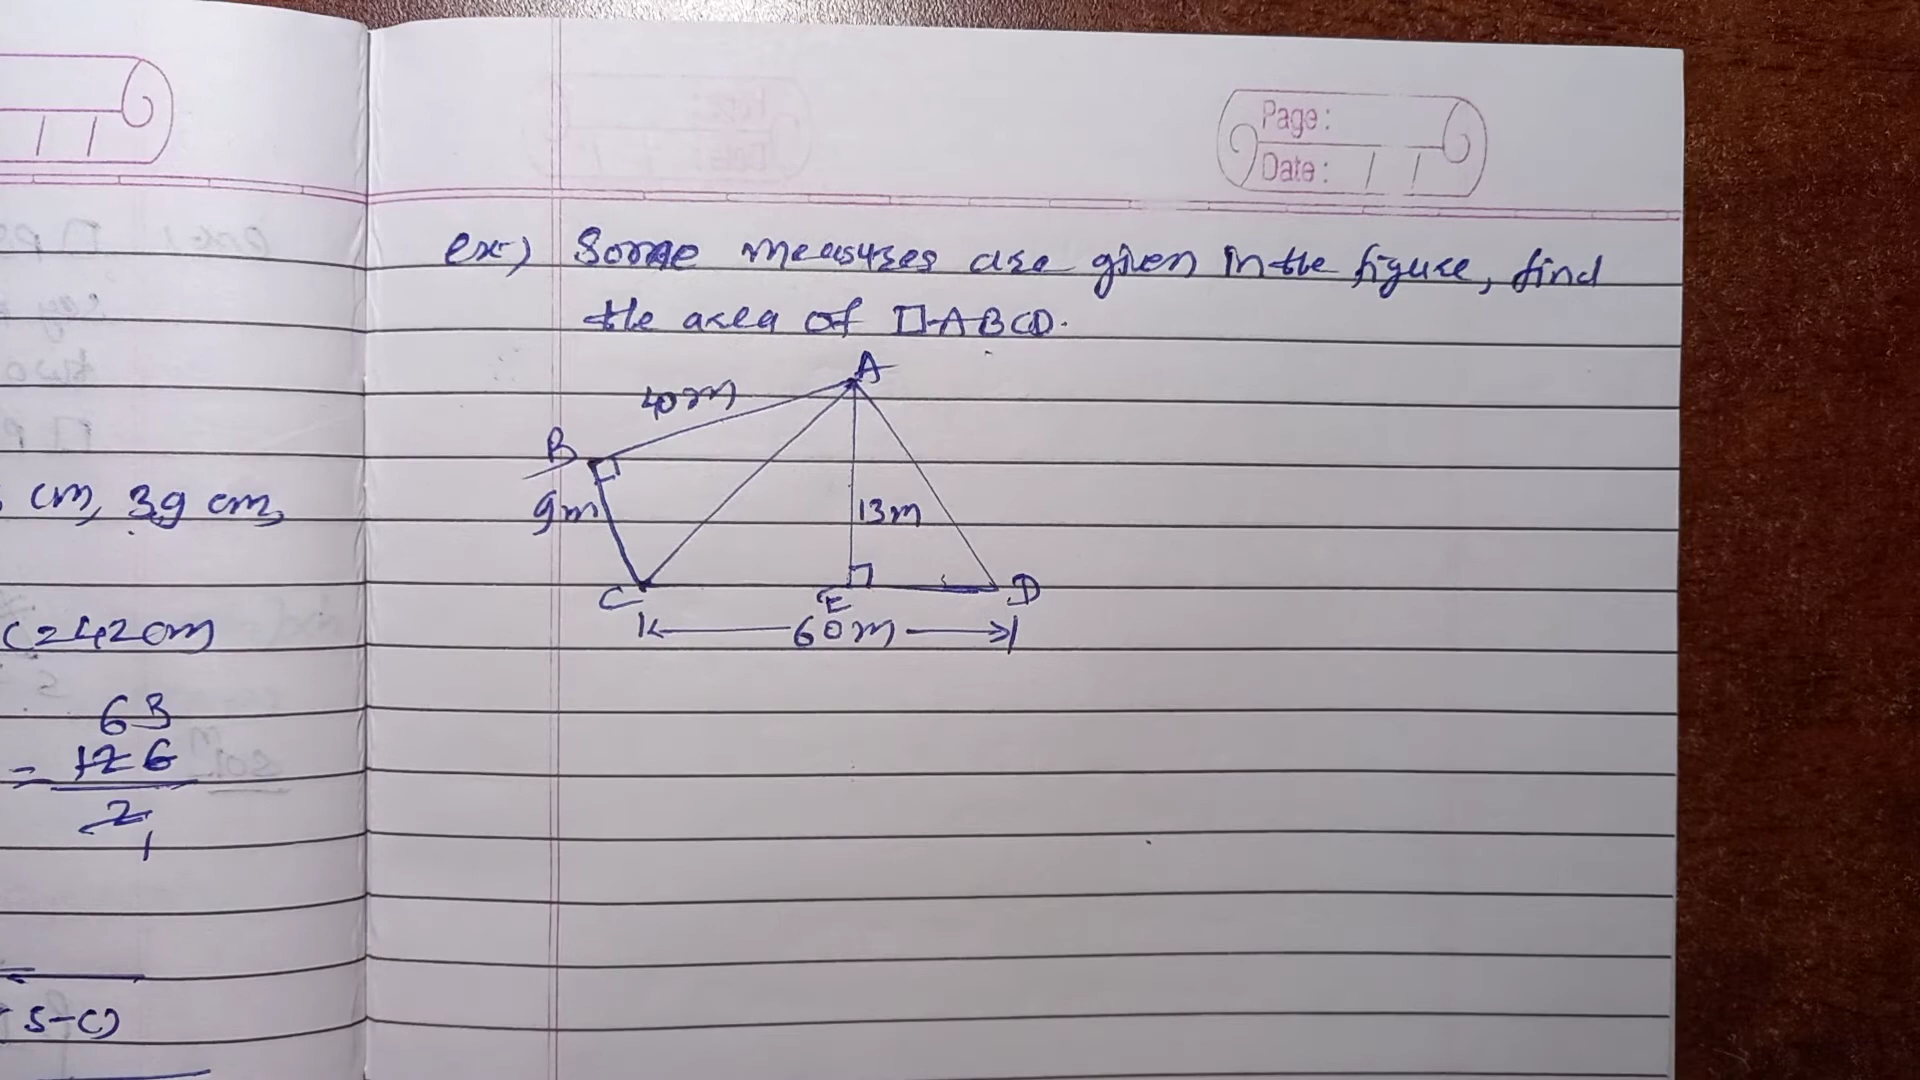 Page:
Date:
ex) Some measures are given in the figure, find
the area of □ABCD.
A
40m
B
9m
13m
C
E
D
60m
cm, 39 cm,
c=42cm
63
= 126
2
1
s-c)